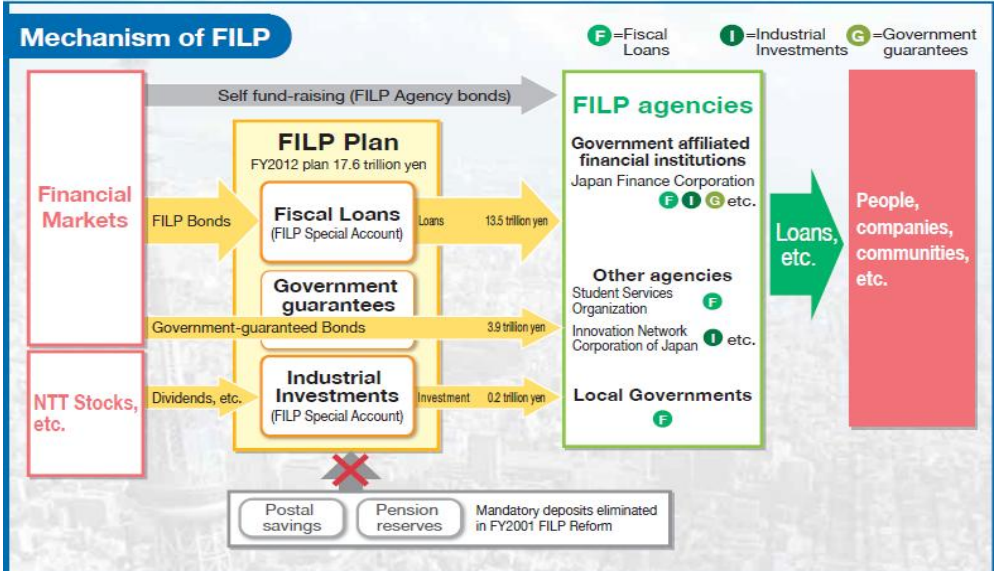 Mechanism of FILP
F =Fiscal
Loans
I =Industrial
Investments
G =Government
guarantees
Self fund-raising (FILP Agency bonds)
Financial
Markets
FILP Plan
FY2012 plan 17.6 trillion yen
FILP Bonds
Fiscal Loans
(FILP Special Account)
Loans
13.5 trillion yen
Government
guarantees
Government-guaranteed Bonds
3.9 trillion yen
NTT Stocks,
etc.
Dividends, etc.
Industrial
Investments
(FILP Special Account)
Investment
0.2 trillion yen
FILP agencies
Government affiliated
financial institutions
Japan Finance Corporation
F I G etc.
Other agencies
Student Services
Organization
F
Innovation Network
Corporation of Japan
I etc.
Local Governments
F
Loans,
etc.
People,
companies,
communities,
etc.
Postal
savings
Pension
reserves
Mandatory deposits eliminated
in FY2001 FILP Reform